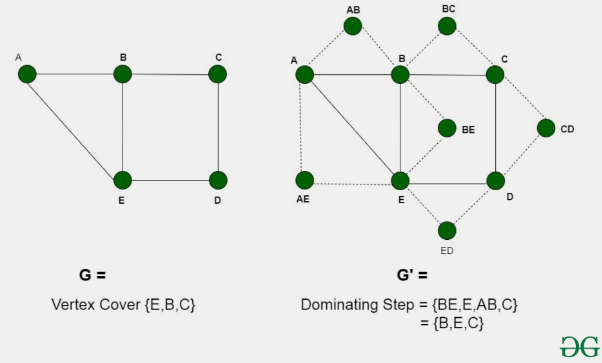 AB
BC
A
B
C
A
B
C
BE
CD
E
D
AE
E
D
ED
G =
G' =
Vertex Cover {E,B,C}
Dominating Step = {BE,E,AB,C}
= {B,E,C}